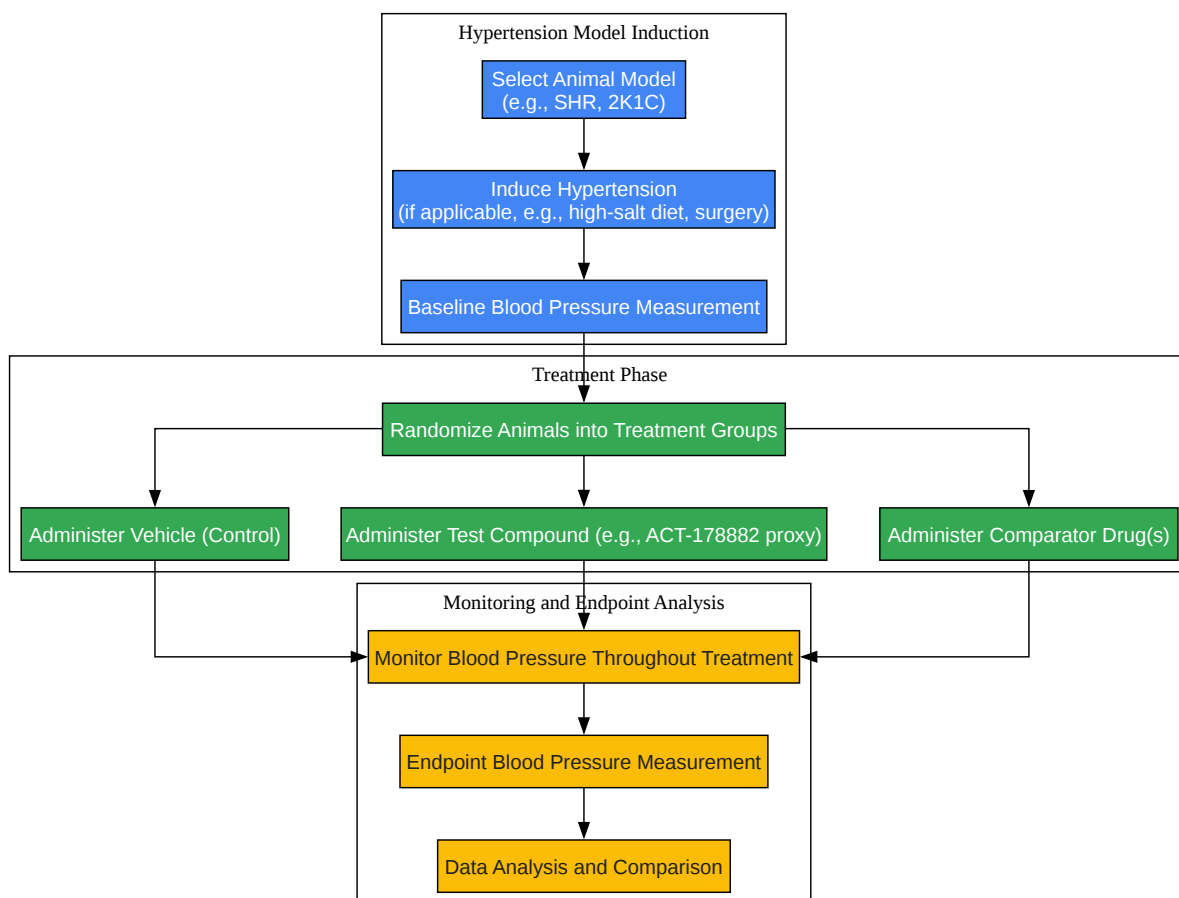 Hypertension Model Induction
Select Animal Model
(e.g., SHR, 2K1C)
Induce Hypertension
(if applicable, e.g., high-salt diet, surgery)
Baseline Blood Pressure Measurement
Treatment Phase
Randomize Animals into Treatment Groups
Administer Vehicle (Control)
Administer Test Compound (e.g., ACT-178882 proxy)
Administer Comparator Drug(s)
Monitoring and Endpoint Analysis
Monitor Blood Pressure Throughout Treatment
Endpoint Blood Pressure Measurement
Data Analysis and Comparison